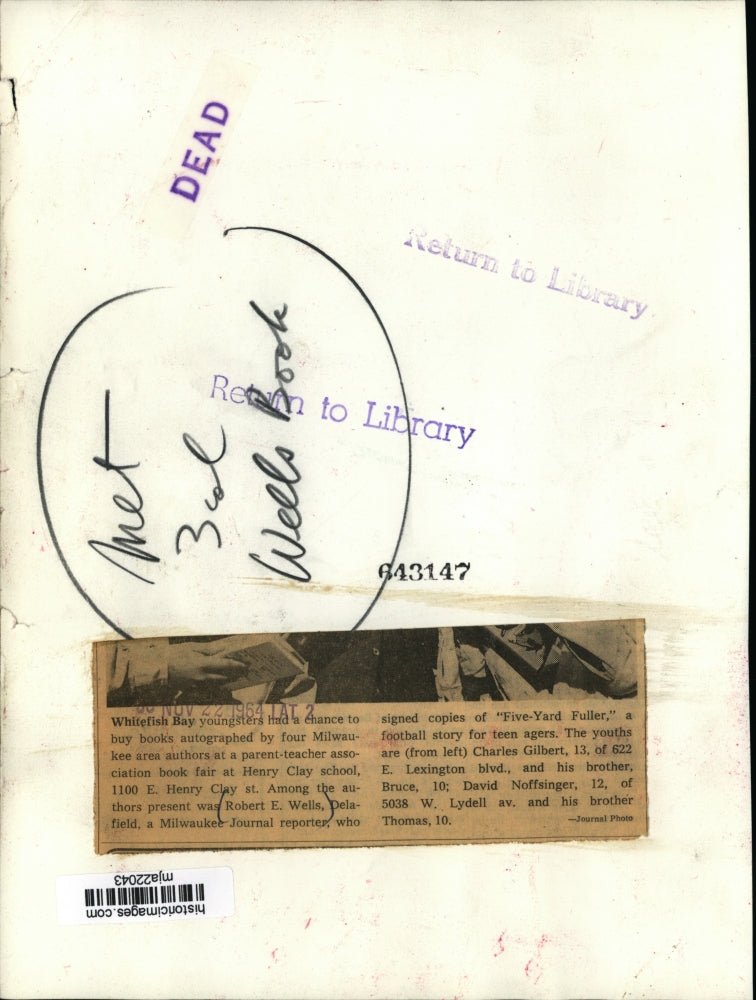 DEAD
Return to Library
Return to Library
Met
3 col
Wells Book
643147
NOV 22 1964 LAT 2
Whitefish Bay youngsters had a chance to
buy books autographed by four Milwau-
kee area authors at a parent-teacher asso-
ciation book fair at Henry Clay school,
1100 E. Henry Clay st. Among the au-
thors present was Robert E. Wells, Dela-
field, a Milwaukee Journal reporter, who
signed copies of "Five-Yard Fuller," a
football story for teen agers. The youths
are (from left) Charles Gilbert, 13, of 622
E. Lexington blvd., and his brother,
Bruce, 10; David Noffsinger, 12, of
5038 W. Lydell av. and his brother
Thomas, 10.
—Journal Photo
mja22043
historicimages.com